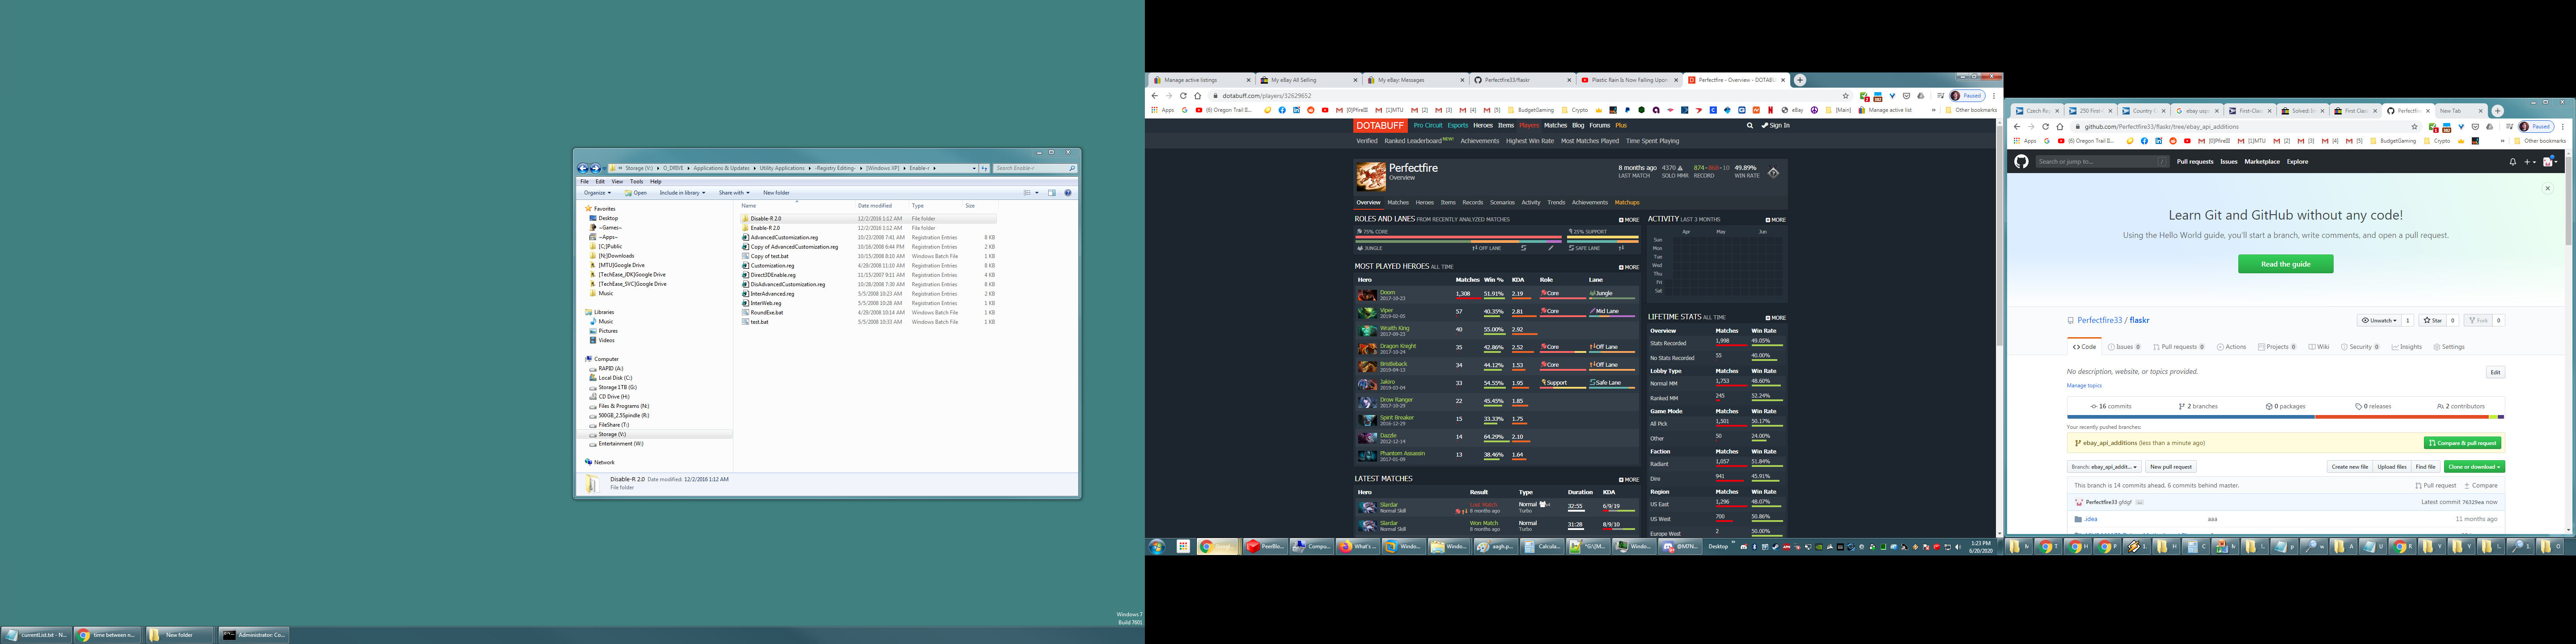 Storage (V:) ▸ O_DRIVE ▸ Applications & Updates ▸ Utility Applications ▸ -Registry Editing- ▸ [Windows XP] ▸ Enable-r ▸
Search Enable-r
File Edit View Tools Help
Organize Open Include in library Share with New folder
Name Date modified Type Size
Favorites
Desktop
~Games~
~Apps~
[C:]Public
[N:]Downloads
[MTU]Google Drive
[TechEase_JDK]Google Drive
[TechEase_SVC]Google Drive
Music
Libraries
Music
Pictures
Videos
Computer
RAPID (A:)
Local Disk (C:)
Storage 1TB (G:)
CD Drive (H:)
Files & Programs (N:)
500GB_2.5Spindle (R:)
FileShare (T:)
Storage (V:)
Entertainment (W:)
Network
Disable-R 2.0 12/2/2016 1:12 AM File folder
Enable-R 2.0 12/2/2016 1:12 AM File folder
AdvancedCustomization.reg 10/23/2008 7:41 AM Registration Entries 8 KB
Copy of AdvancedCustomization.reg 10/16/2008 6:44 PM Registration Entries 2 KB
Copy of test.bat 10/15/2008 8:10 AM Windows Batch File 1 KB
Customization.reg 4/29/2008 11:10 AM Registration Entries 8 KB
Direct3DEnable.reg 11/15/2007 9:11 AM Registration Entries 4 KB
DisAdvancedCustomization.reg 10/28/2008 7:30 AM Registration Entries 8 KB
InterAdvanced.reg 5/5/2008 10:23 AM Registration Entries 2 KB
InterWeb.reg 5/5/2008 10:28 AM Registration Entries 1 KB
RoundExe.bat 4/29/2008 10:14 AM Windows Batch File 1 KB
test.bat 5/5/2008 10:33 AM Windows Batch File 1 KB
Disable-R 2.0 Date modified: 12/2/2016 1:12 AM
File folder
Windows 7
Build 7601
currentList.txt - N...
time between n...
New folder
Administrator: Co...
Manage active listings
My eBay All Selling
My eBay: Messages
Perfectfire33/flaskr
Plastic Rain Is Now Falling Upon
Perfectfire - Overview - DOTABU
dotabuff.com/players/32629652
Paused
Apps (6) Oregon Trail II... [0]Pfire [1]MTU [2] [3] [4] [5] BudgetGaming Crypto eBay [Main] Manage active list » Other bookmarks
DOTABUFF Pro Circuit Esports Heroes Items Players Matches Blog Forums Plus Sign In
Verified Ranked Leaderboard NEW! Achievements Highest Win Rate Most Matches Played Time Spent Playing
Perfectfire
Overview
8 months ago 4370 874-868-10 49.89%
LAST MATCH SOLO MMR RECORD WIN RATE
Overview Matches Heroes Items Records Scenarios Activity Trends Achievements Matchups
ROLES AND LANES FROM RECENTLY ANALYZED MATCHES MORE
75% CORE 25% SUPPORT
JUNGLE OFF LANE SAFE LANE
ACTIVITY LAST 3 MONTHS MORE
Apr May Jun
Sun
Mon
Tue
Wed
Thu
Fri
Sat
MOST PLAYED HEROES ALL TIME MORE
Hero Matches Win % KDA Role Lane
Doom 1,308 51.91% 2.19 Core Jungle
2017-10-23
Viper 57 40.35% 2.81 Core Mid Lane
2019-02-05
Wraith King 40 55.00% 2.92
2017-09-22
Dragon Knight 35 42.86% 2.52 Core Off Lane
2017-10-24
Bristleback 34 44.12% 1.53 Core Off Lane
2019-04-13
Jakiro 33 54.55% 1.95 Support Safe Lane
2019-03-04
Drow Ranger 22 45.45% 1.85
2017-10-29
Spirit Breaker 15 33.33% 1.75
2016-12-29
Dazzle 14 64.29% 2.10
2012-12-14
Phantom Assassin 13 38.46% 1.64
2017-01-09
LIFETIME STATS ALL TIME MORE
Overview Matches Win Rate
Stats Recorded 1,998 49.05%
No Stats Recorded 55 40.00%
Lobby Type Matches Win Rate
Normal MM 1,753 48.60%
Ranked MM 245 52.24%
Game Mode Matches Win Rate
All Pick 1,501 50.17%
Other 50 24.00%
Faction Matches Win Rate
Radiant 1,057 51.84%
Dire 941 45.91%
Region Matches Win Rate
US East 1,296 48.07%
US West 700 50.86%
Europe West 2 50.00%
LATEST MATCHES MORE
Hero Result Type Duration KDA
Slardar Lost Match Normal 32:55 6/9/19
Normal Skill 8 months ago Turbo
Slardar Won Match Normal 31:28 8/9/10
Normal Skill 8 months ago Turbo
PeerBlo...
Compu...
What's ...
Windo...
Windo...
aagh.p...
Calcula...
Windo...
@MTN...
Desktop
1:23 PM
6/20/2020
250 First-
Country
ebay usp
First-Cla
Solved:
First Cla
Perfectfi
New Tab
github.com/Perfectfire33/flaskr/tree/ebay_api_additions
Paused
Apps (6) Oregon Trail II... [0]Pfire [1]MTU [2] [3] [4] [5] BudgetGaming Crypto » Other bookmarks
Search or jump to... Pull requests Issues Marketplace Explore
Learn Git and GitHub without any code!
Using the Hello World guide, you'll start a branch, write comments, and open a pull request.
Read the guide
Perfectfire33 / flaskr
Unwatch 1 Star 0 Fork 0
Code Issues 0 Pull requests 0 Actions Projects 0 Wiki Security 0 Insights Settings
No description, website, or topics provided. Edit
Manage topics
16 commits 2 branches 0 packages 0 releases 2 contributors
Your recently pushed branches:
ebay_api_additions (less than a minute ago) Compare & pull request
Branch: ebay_api_addit... New pull request Create new file Upload files Find file Clone or download
This branch is 14 commits ahead, 6 commits behind master. Pull request Compare
Perfectfire33 gfdgf Latest commit 76329ea now
.idea aaa 11 months ago